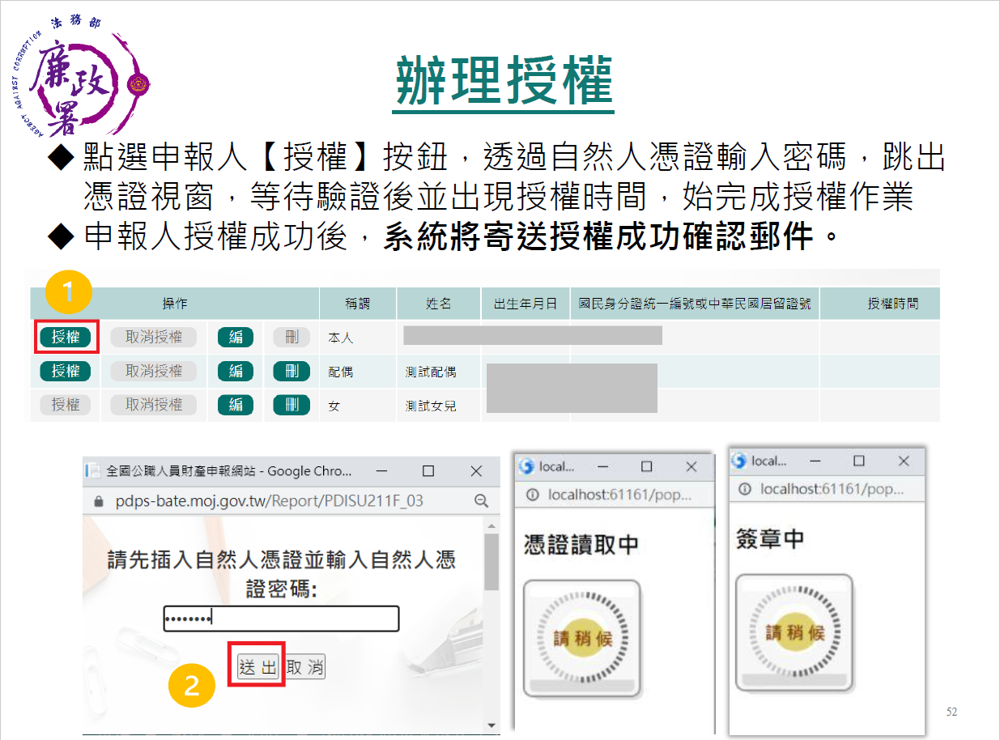 法務部
廉政署
AGENCY AGAINST CORRUPTION
辦理授權
◆ 點選申報人【授權】按鈕，透過自然人憑證輸入密碼，跳出
憑證視窗，等待驗證後並出現授權時間，始完成授權作業
◆ 申報人授權成功後，系統將寄送授權成功確認郵件。
1
操作 稱謂 姓名 出生年月日 國民身分證統一編號或中華民國居留證號 授權時間
授權 取消授權 編 刪 本人
授權 取消授權 編 刪 配偶 測試配偶
授權 取消授權 編 刪 女 測試女兒
全國公職人員財產申報網站 - Google Chro...
pdps-bate.moj.gov.tw/Report/PDISU211F_03
請先插入自然人憑證並輸入自然人憑
證密碼:
••••••••
送出 取消
2
local...
localhost:61161/pop...
憑證讀取中
請稍候
local...
localhost:61161/pop...
簽章中
請稍候
52